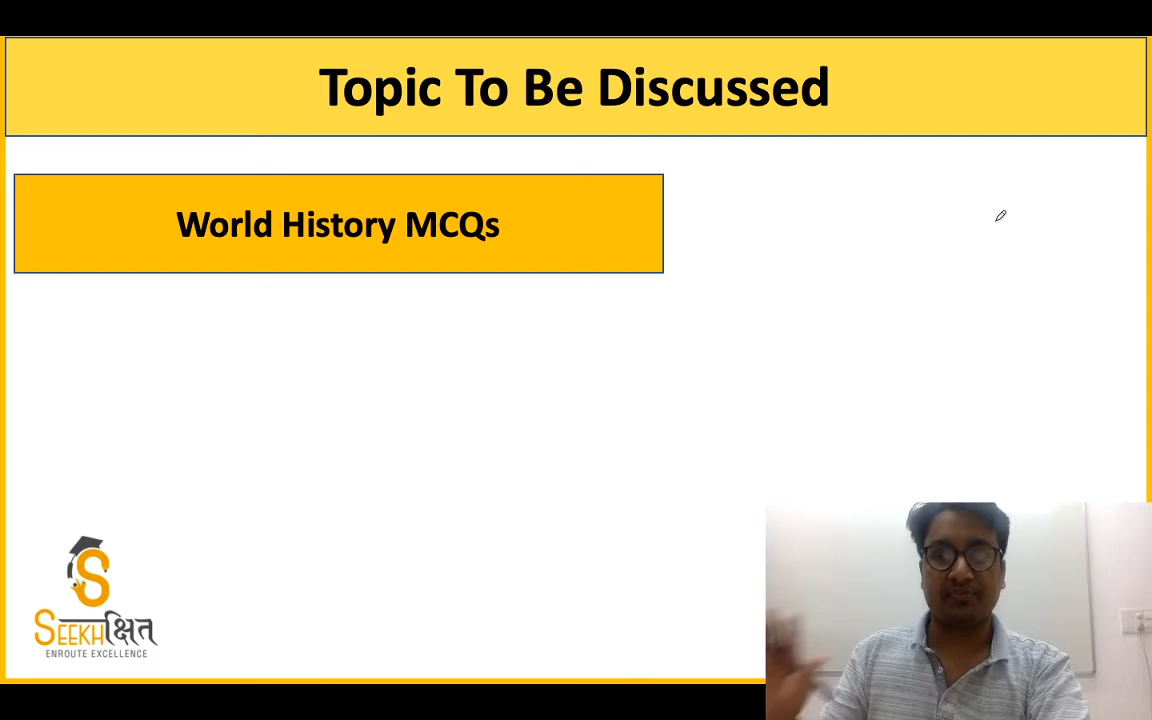 Topic To Be Discussed
World History MCQs
S
SEEKHक्षित
ENROUTE EXCELLENCE